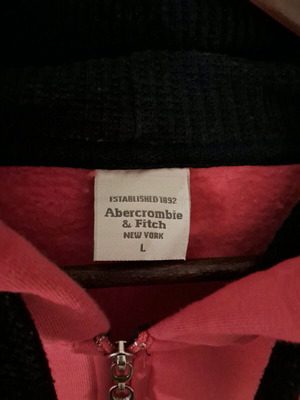 ESTABLISHED 1892
Abercrombie
& Fitch
NEW YORK
L